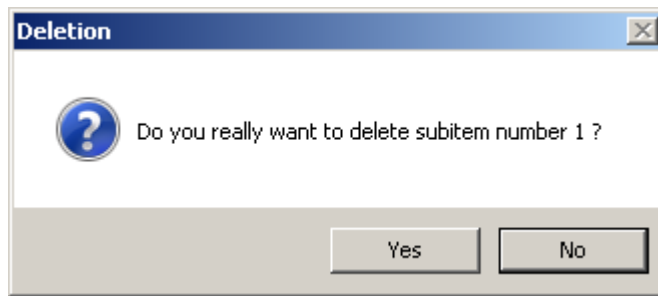 Deletion
Do you really want to delete subitem number 1 ?
Yes No